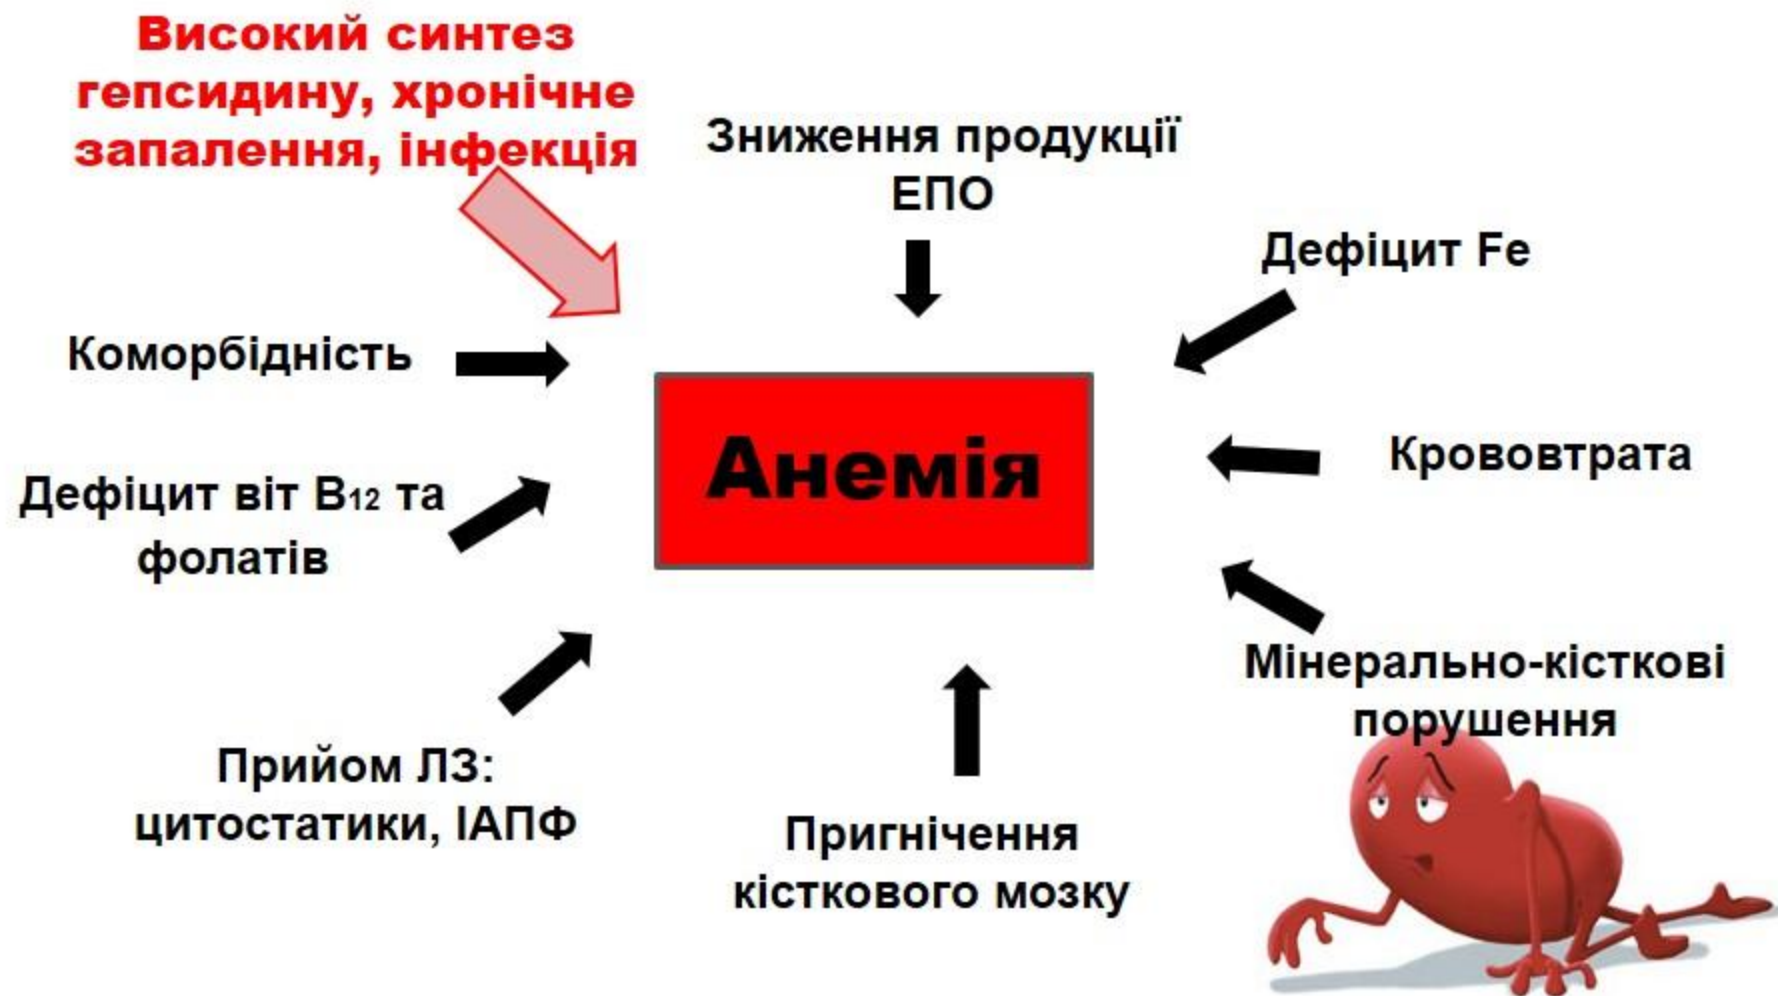 Високий синтез
гепсидину, хронічне
запалення, інфекція
Зниження продукції
ЕПО
Дефіцит Fe
Коморбідність
Крововтрата
Анемія
Дефіцит віт В₁₂ та
фолатів
Мінерально-кісткові
порушення
Прийом ЛЗ:
цитостатики, ІАПФ
Пригнічення
кісткового мозку